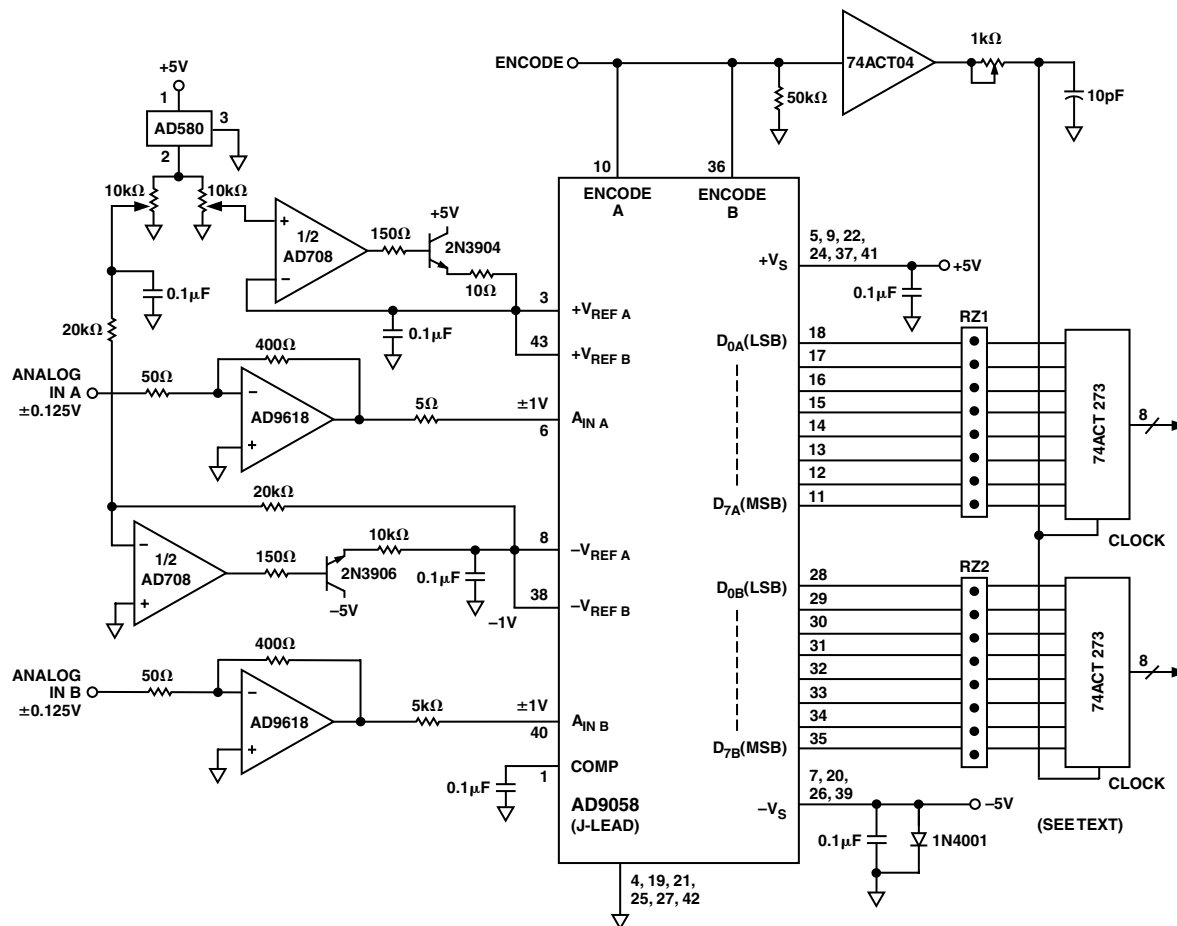 ENCODE
74ACT04
1kΩ
50kΩ
10pF
+5V
1
AD580
3
2
10kΩ
10kΩ
+
1/2
AD708
−
150Ω
+5V
2N3904
10Ω
0.1μF
0.1μF
20kΩ
10
36
ENCODE
A
ENCODE
B
3
+VREF A
43
+VREF B
5, 9, 22,
24, 37, 41
+VS
+5V
0.1μF
RZ1
ANALOG
IN A
±0.125V
50Ω
400Ω
−
AD9618
+
5Ω
±1V
6
AIN A
D0A(LSB)
18
17
16
15
14
13
12
11
D7A(MSB)
74ACT 273
8
CLOCK
20kΩ
−
1/2
AD708
+
150Ω
2N3906
−5V
10kΩ
0.1μF
8
−VREF A
38
−VREF B
−1V
D0B(LSB)
28
29
30
31
32
33
34
35
D7B(MSB)
RZ2
74ACT 273
8
CLOCK
ANALOG
IN B
±0.125V
50Ω
400Ω
−
AD9618
+
5kΩ
±1V
40
AIN B
0.1μF
COMP
1
AD9058
(J-LEAD)
7, 20,
26, 39
−VS
−5V
0.1μF
1N4001
(SEE TEXT)
4, 19, 21,
25, 27, 42